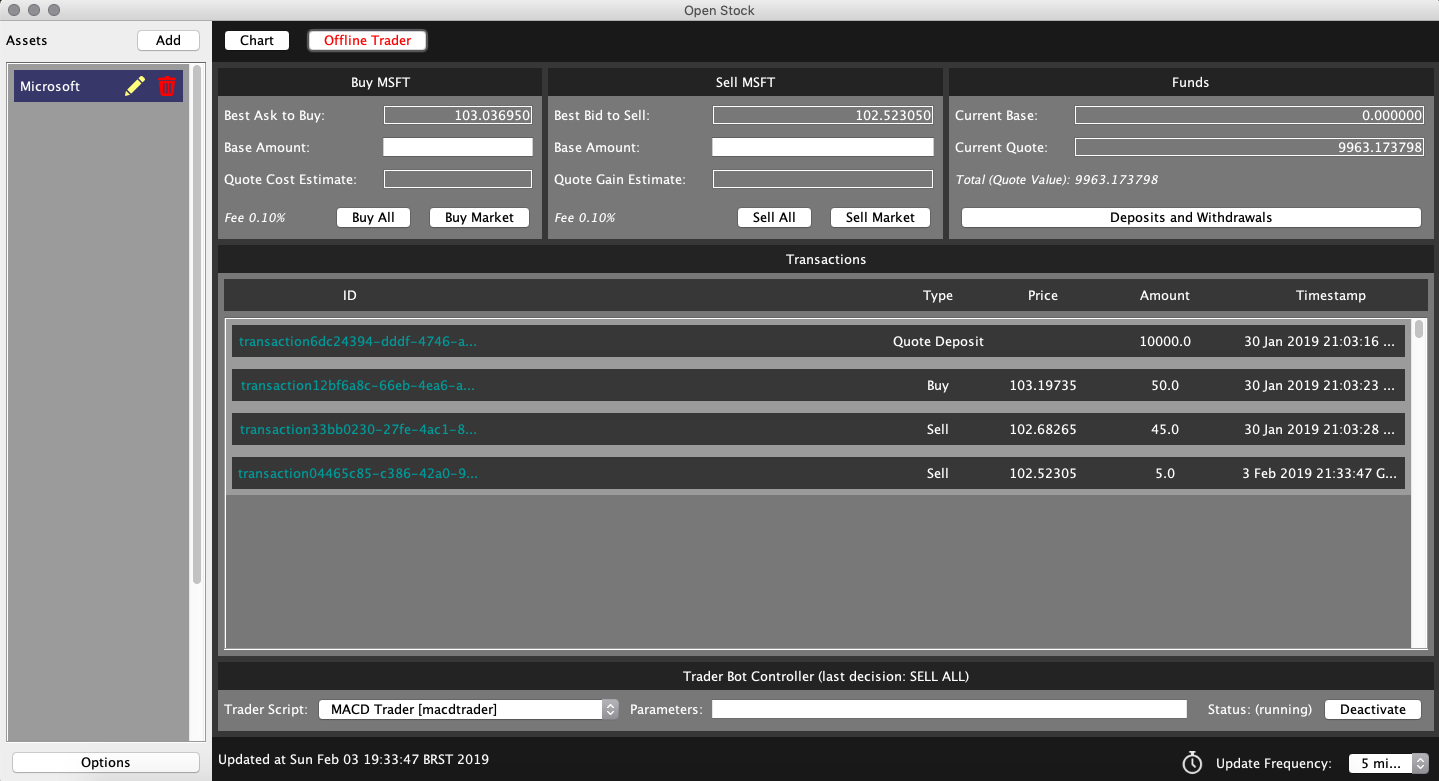 Open Stock
Assets
Add
Chart
Offline Trader
Microsoft
Buy MSFT
Best Ask to Buy: 103.036950
Base Amount:
Quote Cost Estimate:
Fee 0.10%
Buy All
Buy Market
Sell MSFT
Best Bid to Sell: 102.523050
Base Amount:
Quote Gain Estimate:
Fee 0.10%
Sell All
Sell Market
Funds
Current Base: 0.000000
Current Quote: 9963.173798
Total (Quote Value): 9963.173798
Deposits and Withdrawals
Transactions
ID Type Price Amount Timestamp
transaction6dc24394-dddf-4746-a... Quote Deposit 10000.0 30 Jan 2019 21:03:16 ...
transaction12bf6a8c-66eb-4ea6-a... Buy 103.19735 50.0 30 Jan 2019 21:03:23 ...
transaction33bb0230-27fe-4ac1-8... Sell 102.68265 45.0 30 Jan 2019 21:03:28 ...
transaction04465c85-c386-42a0-9... Sell 102.52305 5.0 3 Feb 2019 21:33:47 G...
Trader Bot Controller (last decision: SELL ALL)
Trader Script: MACD Trader [macdtrader] Parameters: Status: (running) Deactivate
Options
Updated at Sun Feb 03 19:33:47 BRST 2019
Update Frequency: 5 mi...